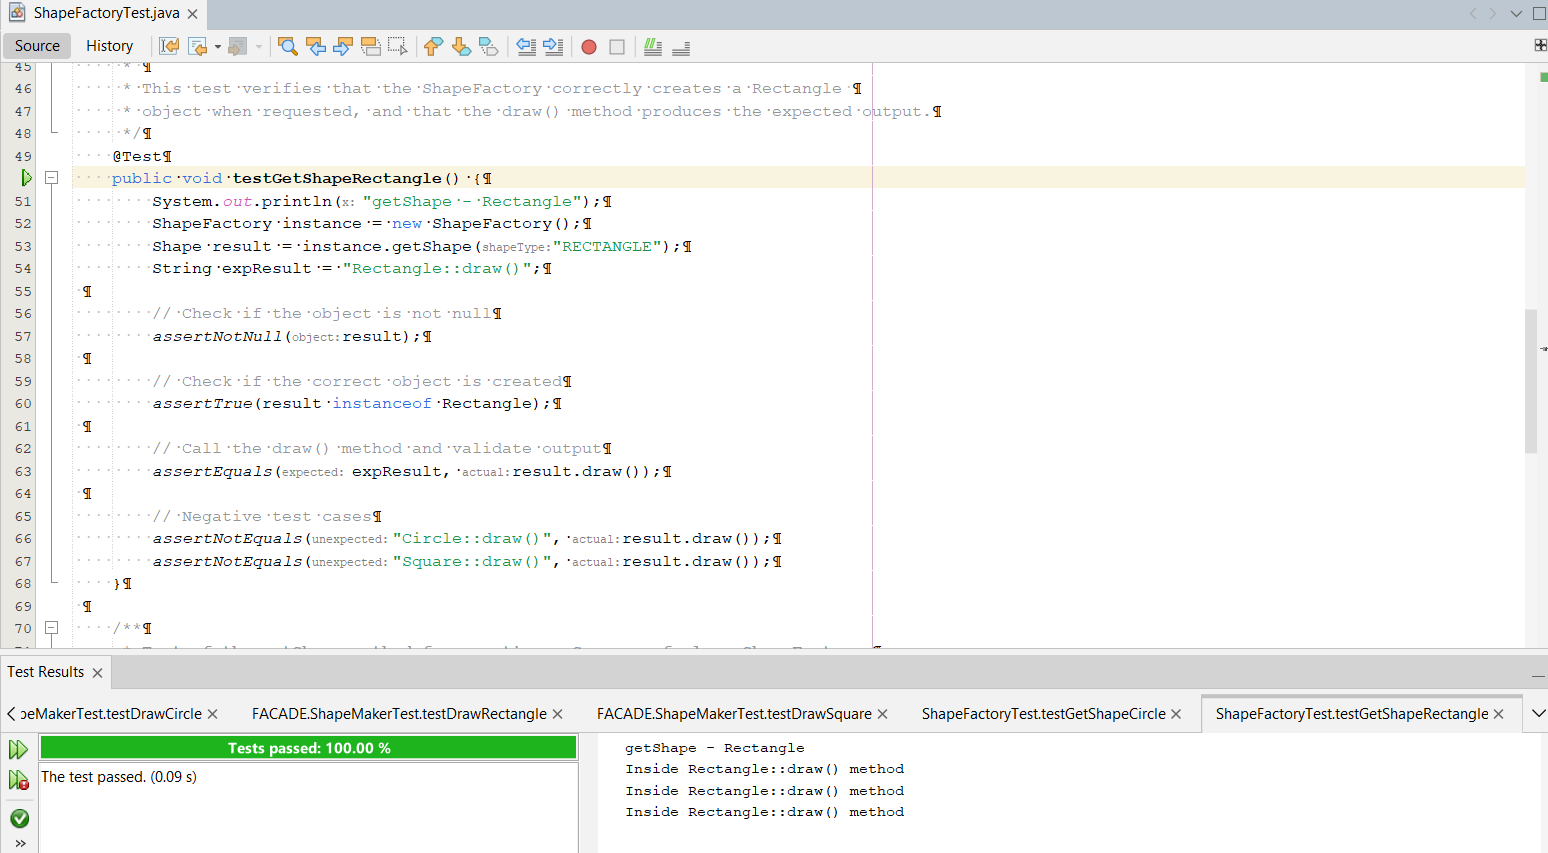 ShapeFactoryTest.java
Source History
45 *
46 * This test verifies that the ShapeFactory correctly creates a Rectangle ¶
47 * object when requested, and that the draw() method produces the expected output.¶
48 */¶
49 @Test¶
public void testGetShapeRectangle() {¶
51 System.out.println(x: "getShape - Rectangle");¶
52 ShapeFactory instance = new ShapeFactory();¶
53 Shape result = instance.getShape(shapeType:"RECTANGLE");¶
54 String expResult = "Rectangle::draw()";¶
55 ¶
56 // Check if the object is not null¶
57 assertNotNull(object: result);¶
58 ¶
59 // Check if the correct object is created¶
60 assertTrue(result instanceof Rectangle);¶
61 ¶
62 // Call the draw() method and validate output¶
63 assertEquals(expected: expResult, actual: result.draw());¶
64 ¶
65 // Negative test cases¶
66 assertNotEquals(unexpected: "Circle::draw()", actual: result.draw());¶
67 assertNotEquals(unexpected: "Square::draw()", actual: result.draw());¶
68 }¶
69 ¶
70 /**¶
Test Results
peMakerTest.testDrawCircle FACADE.ShapeMakerTest.testDrawRectangle FACADE.ShapeMakerTest.testDrawSquare ShapeFactoryTest.testGetShapeCircle ShapeFactoryTest.testGetShapeRectangle
Tests passed: 100.00 %
The test passed. (0.09 s)
getShape - Rectangle
Inside Rectangle::draw() method
Inside Rectangle::draw() method
Inside Rectangle::draw() method